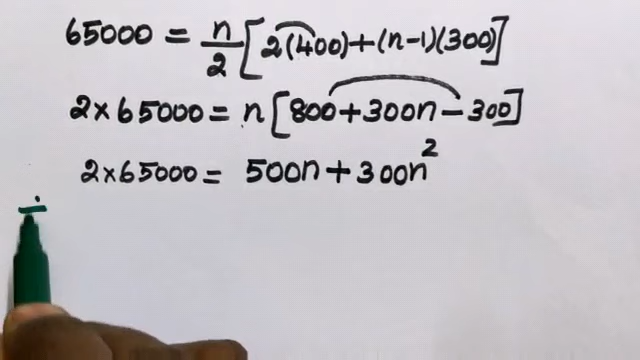 65000 = n/2 [2(400)+(n-1)(300)]
2×65000 = n[800+300n-300]
2×65000 = 500n+300n²